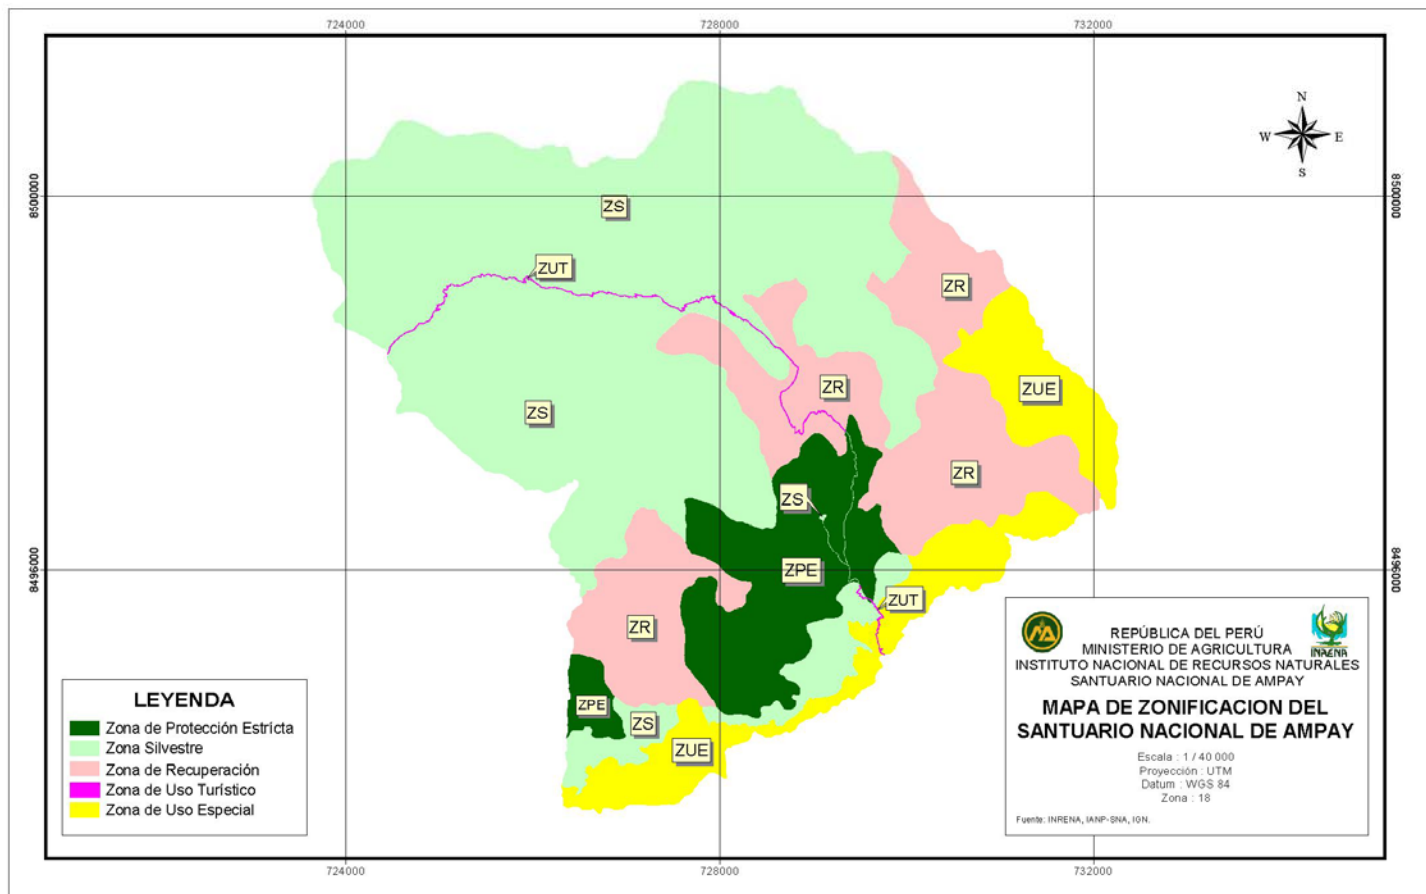 724000
728000
732000
N
W
E
S
8500000
8500000
ZS
ZUT
ZR
ZUE
ZR
ZS
ZR
ZS
8496000
8496000
ZPE
ZUT
ZR
ZPE
ZS
ZUE
LEYENDA
Zona de Protección Estrícta
Zona Silvestre
Zona de Recuperación
Zona de Uso Turístico
Zona de Uso Especial
INRENA
REPÚBLICA DEL PERÚ
MINISTERIO DE AGRICULTURA
INSTITUTO NACIONAL DE RECURSOS NATURALES
SANTUARIO NACIONAL DE AMPAY
MAPA DE ZONIFICACION DEL
SANTUARIO NACIONAL DE AMPAY
Escala : 1 / 40 000
Proyección : UTM
Datum : WGS 84
Zona : 18
Fuente: INRENA, IANP-SNA, IGN.
724000
728000
732000